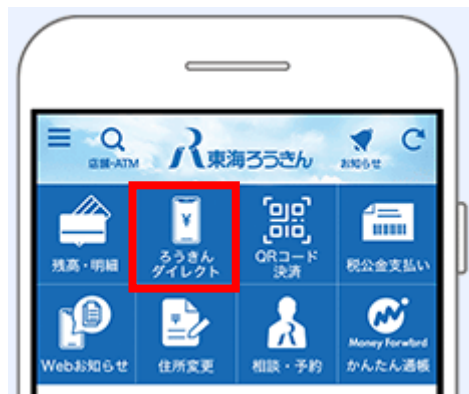 店舗・ATM
東海ろうきん
お知らせ
残高・明細
ろうきん
ダイレクト
QRコード
決済
税公金支払い
Webお知らせ
住所変更
相談・予約
Money Forward
かんたん通帳